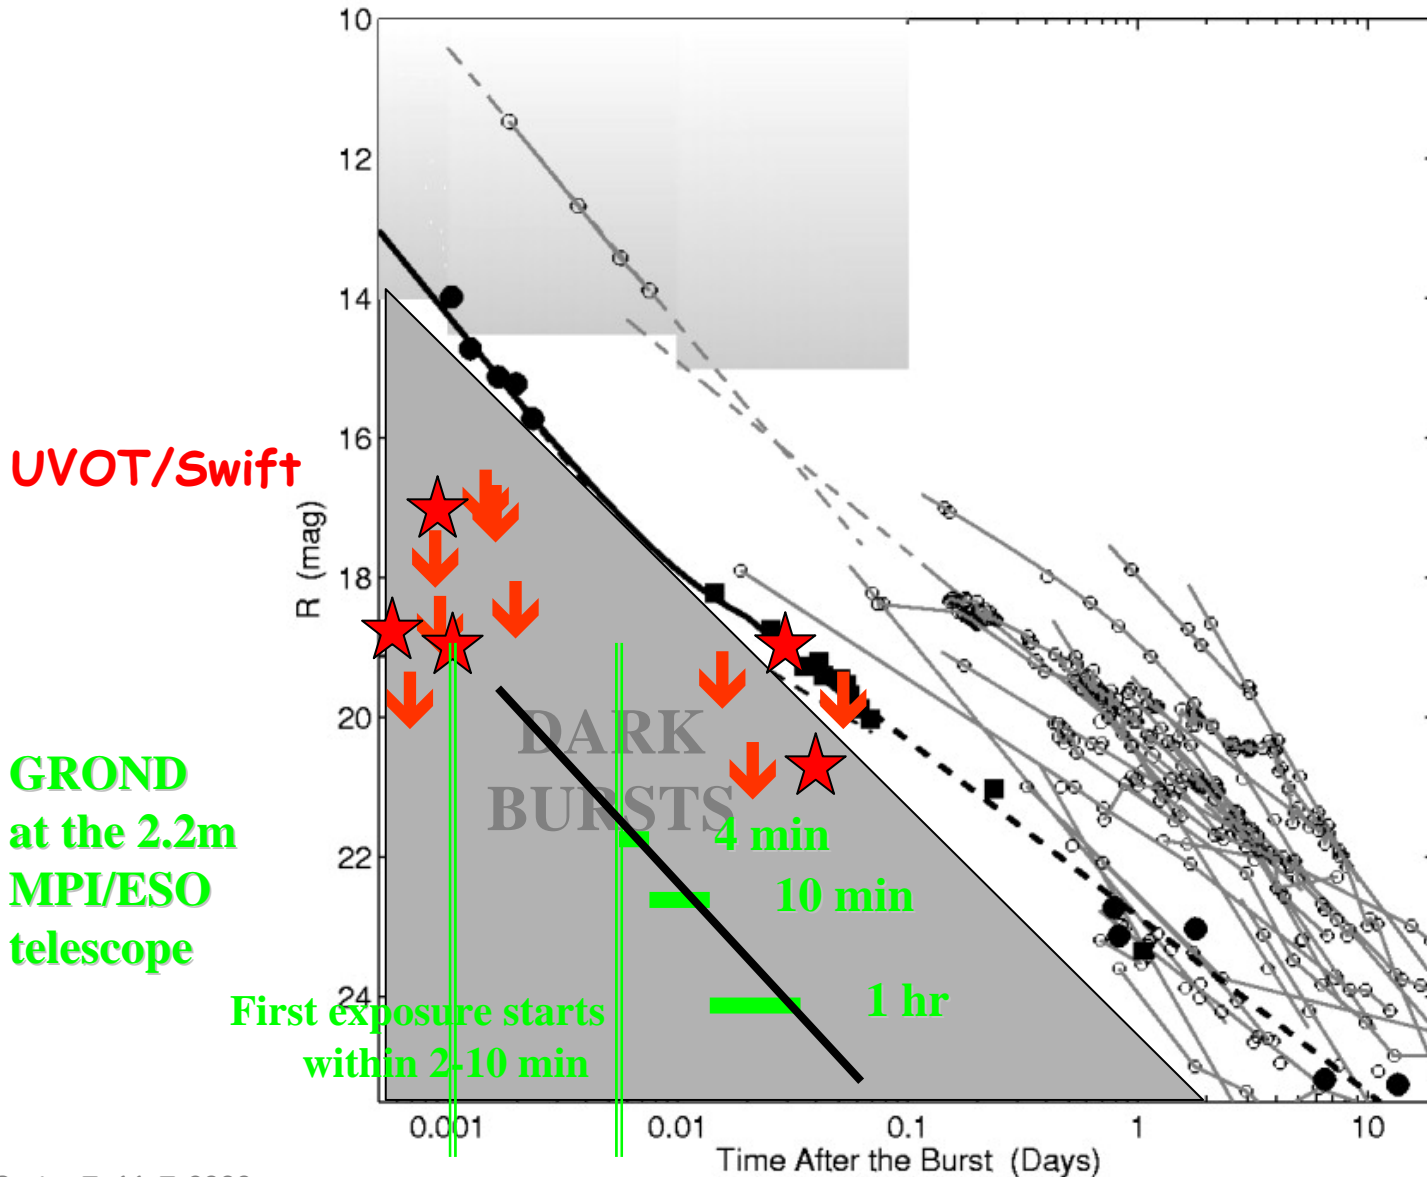 10
12
14
16
18
20
22
24
R (mag)
UVOT/Swift
GROND
at the 2.2m
MPI/ESO
telescope
DARK
BURSTS
4 min
10 min
1 hr
First exposure starts
within 2-10 min
0.001
0.01
0.1
1
10
Time After the Burst (Days)